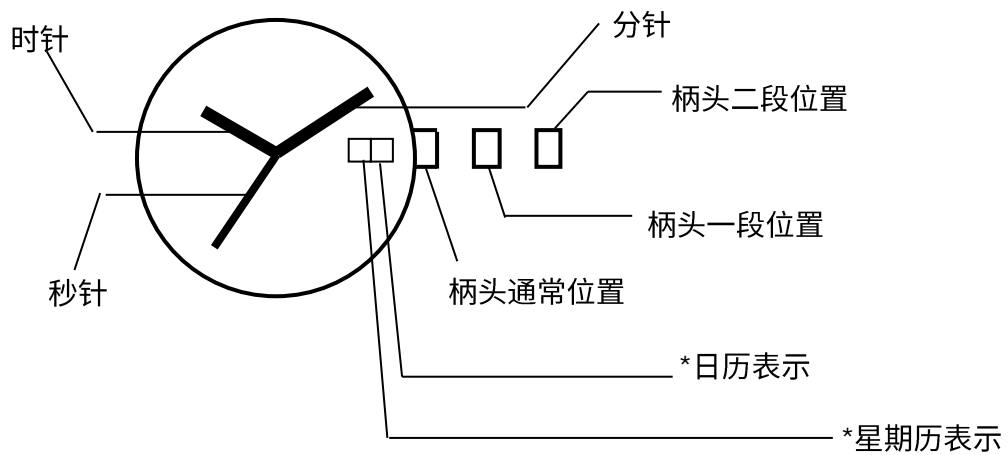 分针
时针
柄头二段位置
柄头一段位置
秒针
柄头通常位置
*日历表示
*星期历表示